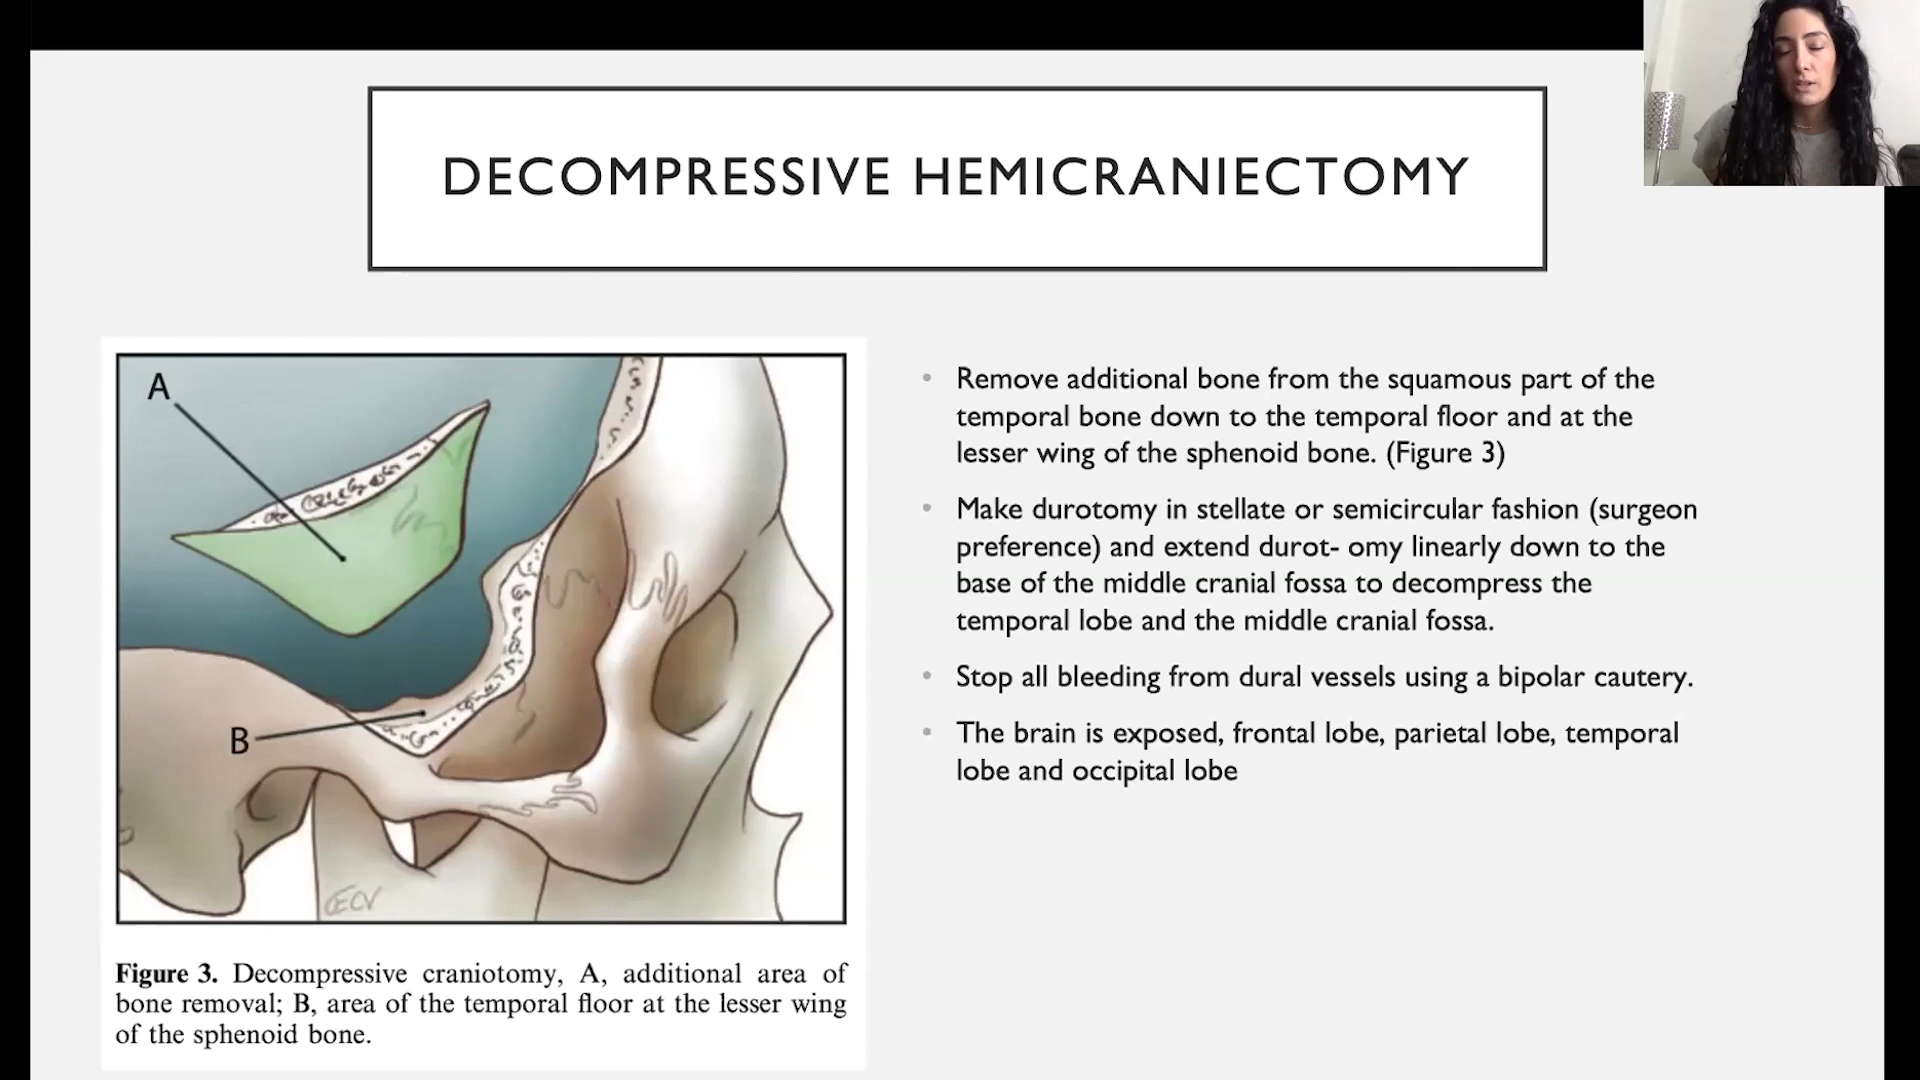 DECOMPRESSIVE HEMICRANIECTOMY
A
B
CECV
Figure 3. Decompressive craniotomy, A, additional area of
bone removal; B, area of the temporal floor at the lesser wing
of the sphenoid bone.
• Remove additional bone from the squamous part of the
temporal bone down to the temporal floor and at the
lesser wing of the sphenoid bone. (Figure 3)
• Make durotomy in stellate or semicircular fashion (surgeon
preference) and extend durot- omy linearly down to the
base of the middle cranial fossa to decompress the
temporal lobe and the middle cranial fossa.
• Stop all bleeding from dural vessels using a bipolar cautery.
• The brain is exposed, frontal lobe, parietal lobe, temporal
lobe and occipital lobe